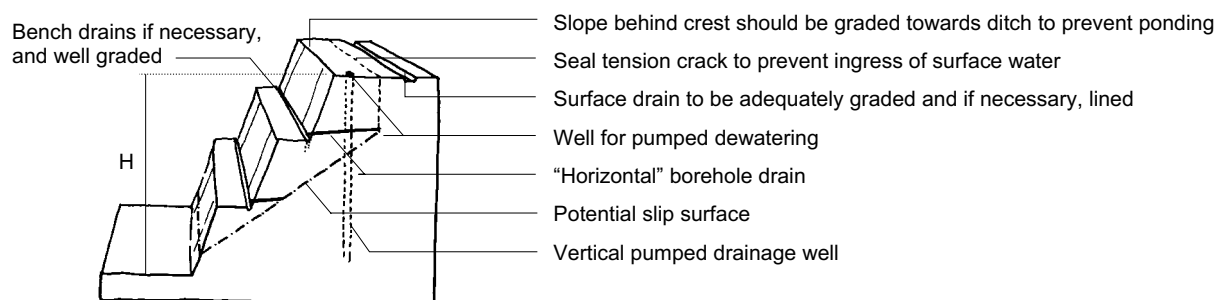 Bench drains if necessary,
and well graded
H
Slope behind crest should be graded towards ditch to prevent ponding
Seal tension crack to prevent ingress of surface water
Surface drain to be adequately graded and if necessary, lined
Well for pumped dewatering
“Horizontal” borehole drain
Potential slip surface
Vertical pumped drainage well